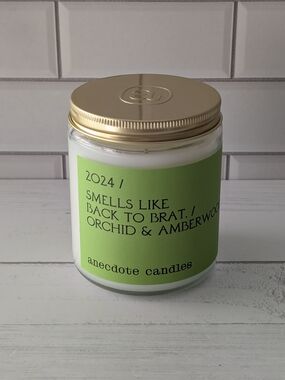 2024 /
SMELLS LIKE
BACK TO BRAT. /
ORCHID & AMBERWOO
anecdote candles